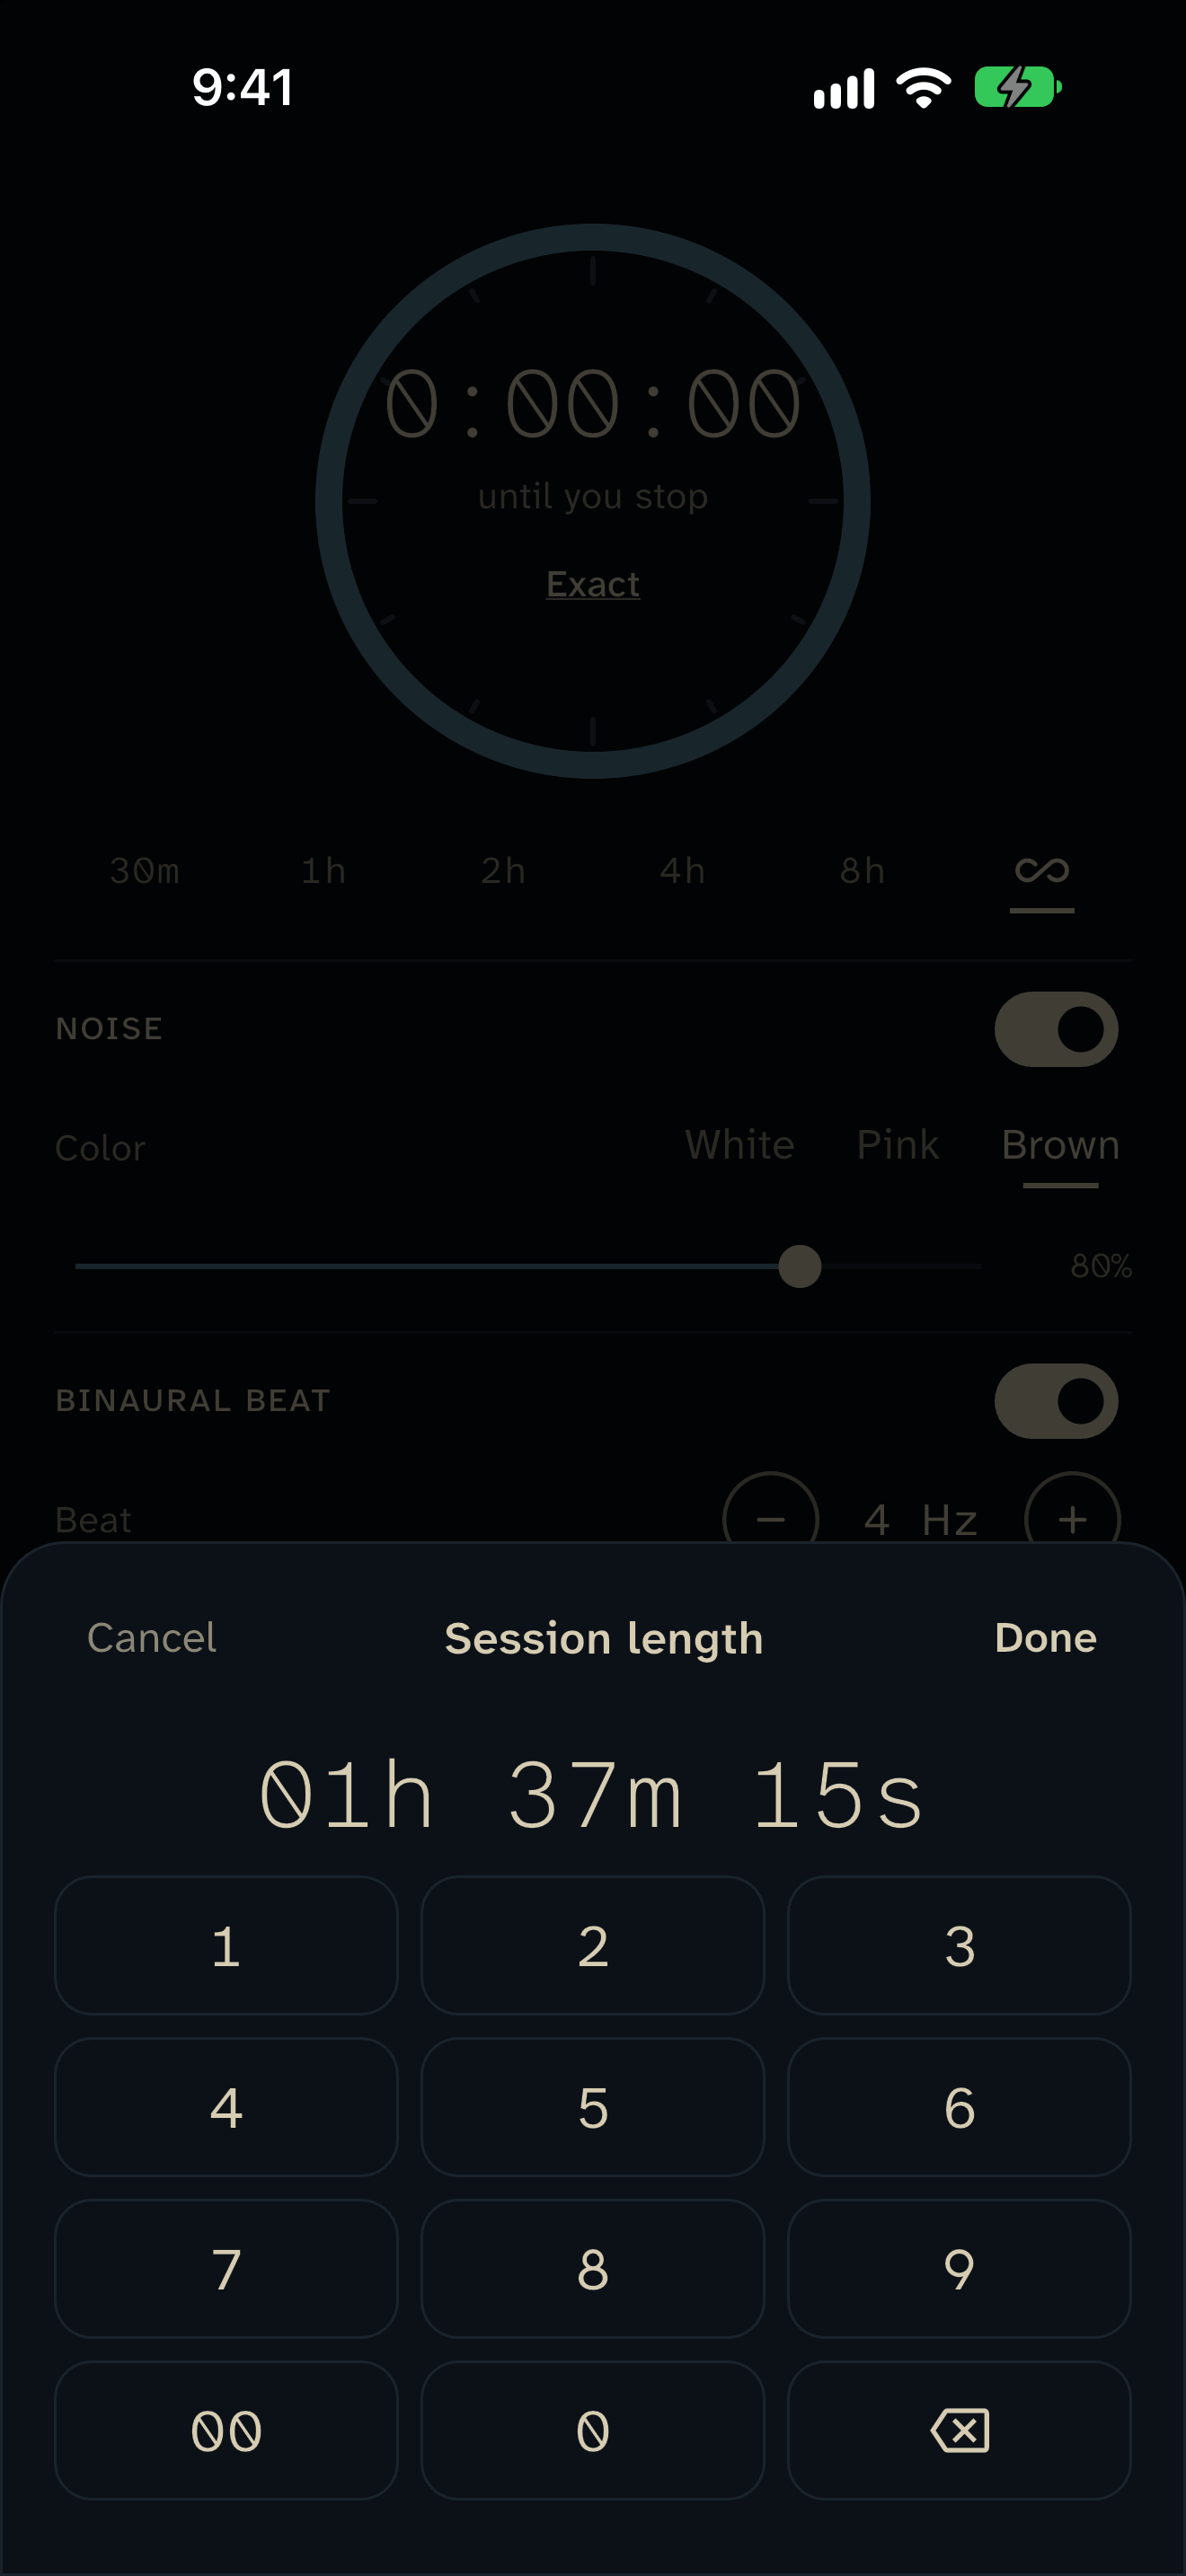 9:41
0:00:00
until you stop
Exact
30m 1h 2h 4h 8h ∞
NOISE
Color White Pink Brown
80%
BINAURAL BEAT
Beat − 4 Hz +
Cancel Session length Done
01h 37m 15s
1 2 3
4 5 6
7 8 9
00 0